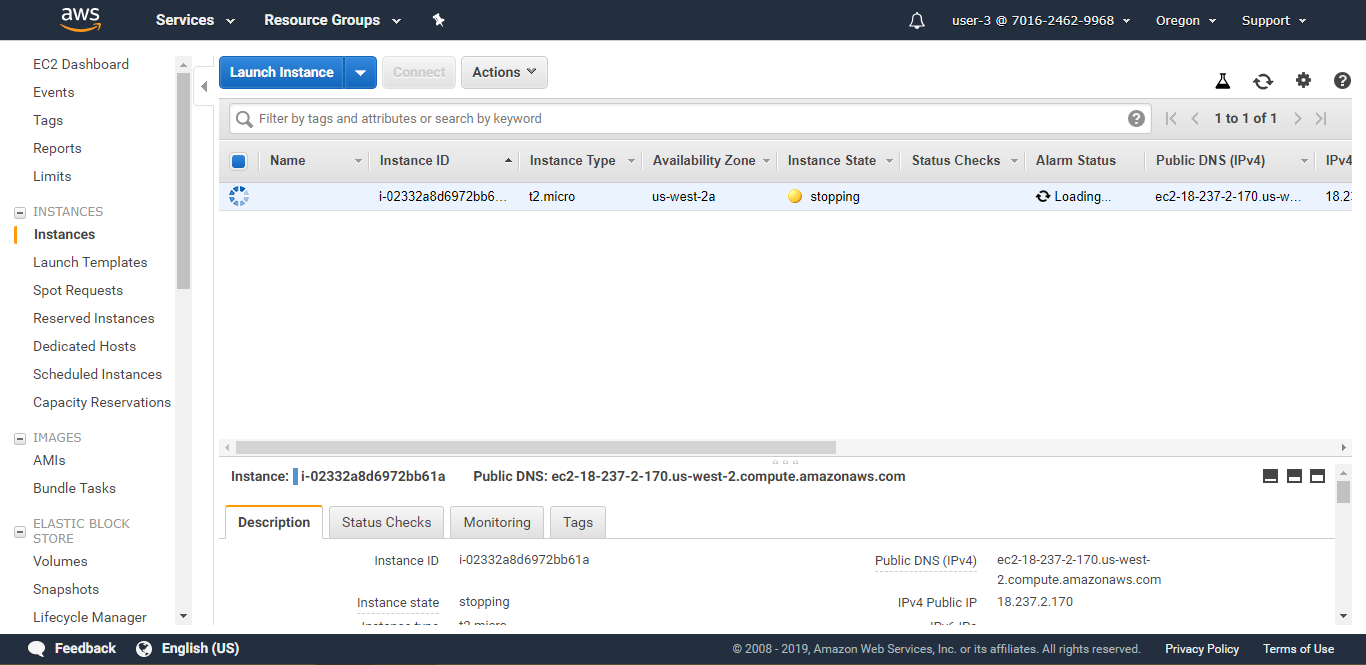 aws Services Resource Groups user-3 @ 7016-2462-9968 Oregon Support
EC2 Dashboard
Events
Tags
Reports
Limits
INSTANCES
Instances
Launch Templates
Spot Requests
Reserved Instances
Dedicated Hosts
Scheduled Instances
Capacity Reservations
IMAGES
AMIs
Bundle Tasks
ELASTIC BLOCK
STORE
Volumes
Snapshots
Lifecycle Manager
Launch Instance Connect Actions
Filter by tags and attributes or search by keyword 1 to 1 of 1
Name Instance ID Instance Type Availability Zone Instance State Status Checks Alarm Status Public DNS (IPv4) IPv4
i-02332a8d6972bb6... t2.micro us-west-2a stopping Loading... ec2-18-237-2-170.us-w... 18.2
Instance: i-02332a8d6972bb61a Public DNS: ec2-18-237-2-170.us-west-2.compute.amazonaws.com
Description Status Checks Monitoring Tags
Instance ID i-02332a8d6972bb61a Public DNS (IPv4) ec2-18-237-2-170.us-west-
2.compute.amazonaws.com
Instance state stopping IPv4 Public IP 18.237.2.170
Instance type t2.micro IPv6 IPs
Feedback English (US) © 2008 - 2019, Amazon Web Services, Inc. or its affiliates. All rights reserved. Privacy Policy Terms of Use